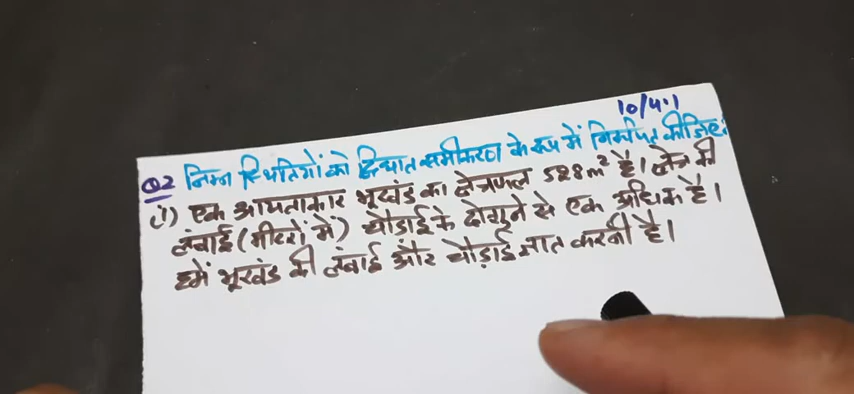 10/4.1
Q2 निम्न स्थितियों को द्विघात समीकरण के रूप में निरूपित कीजिए:
(i) एक आयताकार भूखंड का क्षेत्रफल 528m² है। क्षेत्र की
लंबाई (मीटरों में) चौड़ाई के दोगुने से एक अधिक है।
हमें भूखंड की लंबाई और चौड़ाई ज्ञात करनी है।